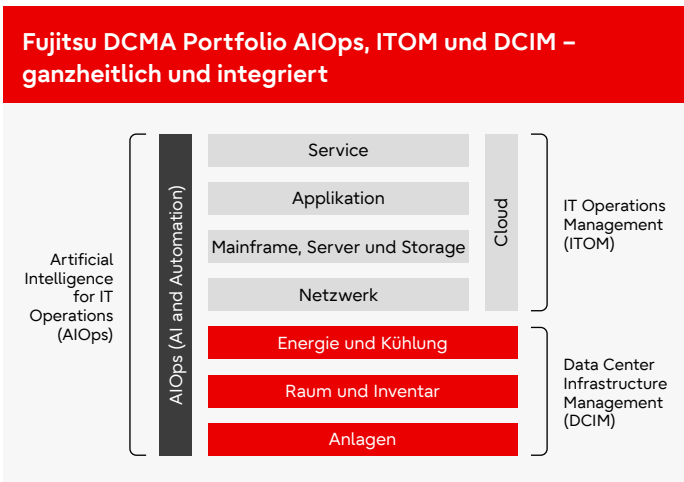 Fujitsu DCMA Portfolio AIOps, ITOM und DCIM –
ganzheitlich und integriert
Artificial
Intelligence
for IT
Operations
(AIOps)
AIOps (AI and Automation)
Service
Applikation
Mainframe, Server und Storage
Netzwerk
Cloud
IT Operations
Management
(ITOM)
Energie und Kühlung
Raum und Inventar
Anlagen
Data Center
Infrastructure
Management
(DCIM)